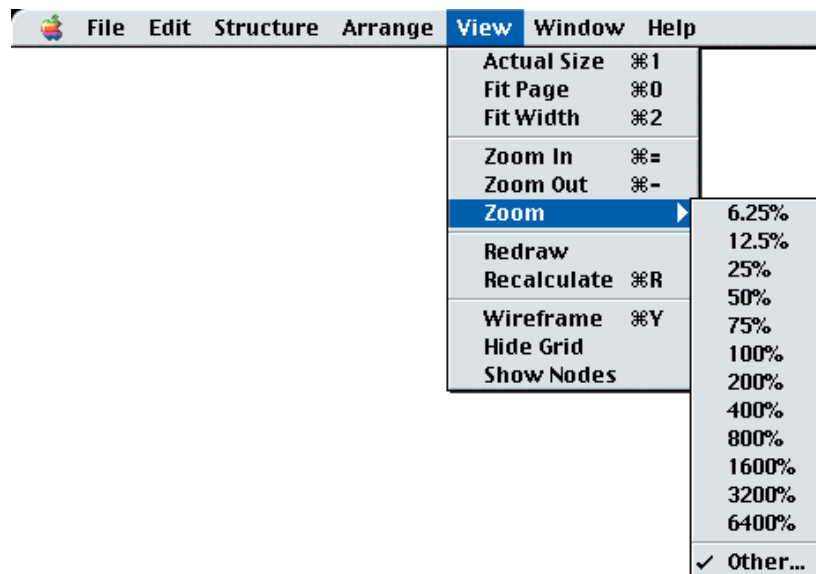 File Edit Structure Arrange View Window Help
Actual Size ⌘1
Fit Page ⌘0
Fit Width ⌘2
Zoom In ⌘=
Zoom Out ⌘-
Zoom
Redraw
Recalculate ⌘R
Wireframe ⌘Y
Hide Grid
Show Nodes
6.25%
12.5%
25%
50%
75%
100%
200%
400%
800%
1600%
3200%
6400%
✓ Other...